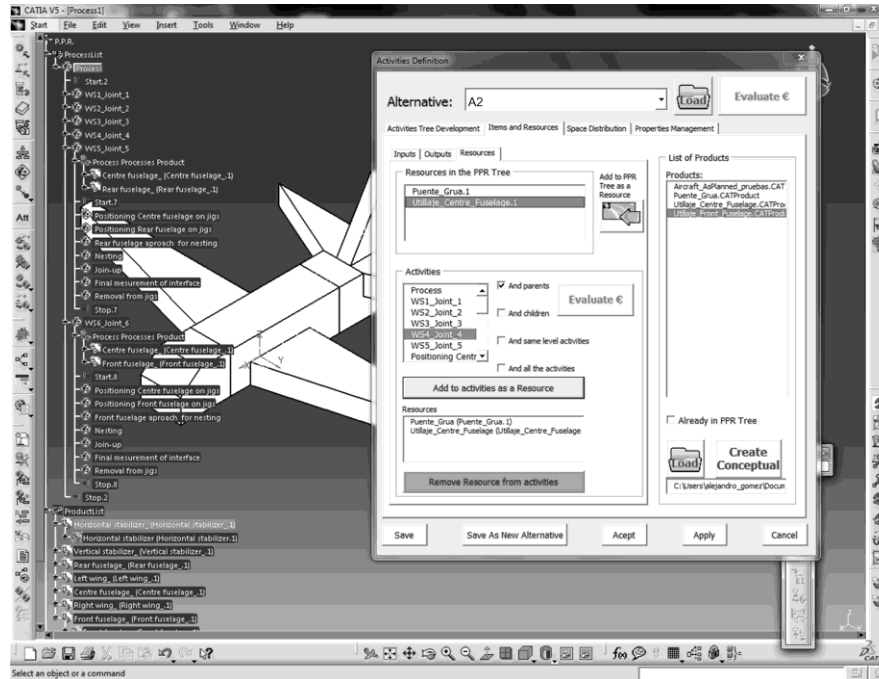 CATIA V5 - [Process1]
Start File Edit View Insert Tools Window Help
P.P.R.
ProcessList
Process
Start.2
WS1_Joint_1
WS2_Joint_2
WS3_Joint_3
WS4_Joint_4
WS5_Joint_5
Process Processes Product
Centre fuselage_ (Centre fuselage_.1)
Rear fuselage_ (Rear fuselage_.1)
Start.7
Positioning Centre fuselage on jigs
Positioning Rear fuselage on jigs
Rear fuselage aproach for nesting
Nesting
Join-up
Final mesurement of interface
Removal from jigs
Stop.7
WS6_Joint_6
Process Processes Product
Centre fuselage_ (Centre fuselage_.1)
Front fuselage_ (Front fuselage_.1)
Start.8
Positioning Centre fuselage on jigs
Positioning Front fuselage on jigs
Front fuselage aproach for nesting
Nesting
Join-up
Final mesurement of interface
Removal from jigs
Stop.8
Stop.2
ProductList
Horizontal stabilizer_ (Horizontal stabilizer_.1)
Horizontal stabilizer (Horizontal stabilizer.1)
Vertical stabilizer_ (Vertical stabilizer_.1)
Rear fuselage_ (Rear fuselage_.1)
Left wing_ (Left wing_.1)
Centre fuselage_ (Centre fuselage_.1)
Right wing_ (Right wing_.1)
Front fuselage_ (Front fuselage_.1)
Att
Z
Y
X
Activities Definition
Alternative: A2
Load
Evaluate €
Activities Tree Development Items and Resources Space Distribution Properties Management
Inputs Outputs Resources
Resources in the PPR Tree
Puente_Grua.1
Utillaje_Centre_Fuselage.1
Add to PPR
Tree as a
Resource
Activities
Process
WS1_Joint_1
WS2_Joint_2
WS3_Joint_3
WS4_Joint_4
WS5_Joint_5
Positioning Centr
And parents
And children
And same level activities
And all the activities
Evaluate €
Add to activities as a Resource
Resources
Puente_Grua (Puente_Grua.1)
Utillaje_Centre_Fuselage (Utillaje_Centre_Fuselage
Remove Resource from activities
List of Products
Products:
Aircraft_AsPlanned_pruebas.CAT
Puente_Grua.CATProduct
Utillaje_Centre_Fuselage.CATPro
Utillaje_Front_Fuselage.CATProd
Already in PPR Tree
Load
Create
Conceptual
C:\Users\alejandro_gomez\Docun
Save
Save As New Alternative
Acept
Apply
Cancel
Select an object or a command